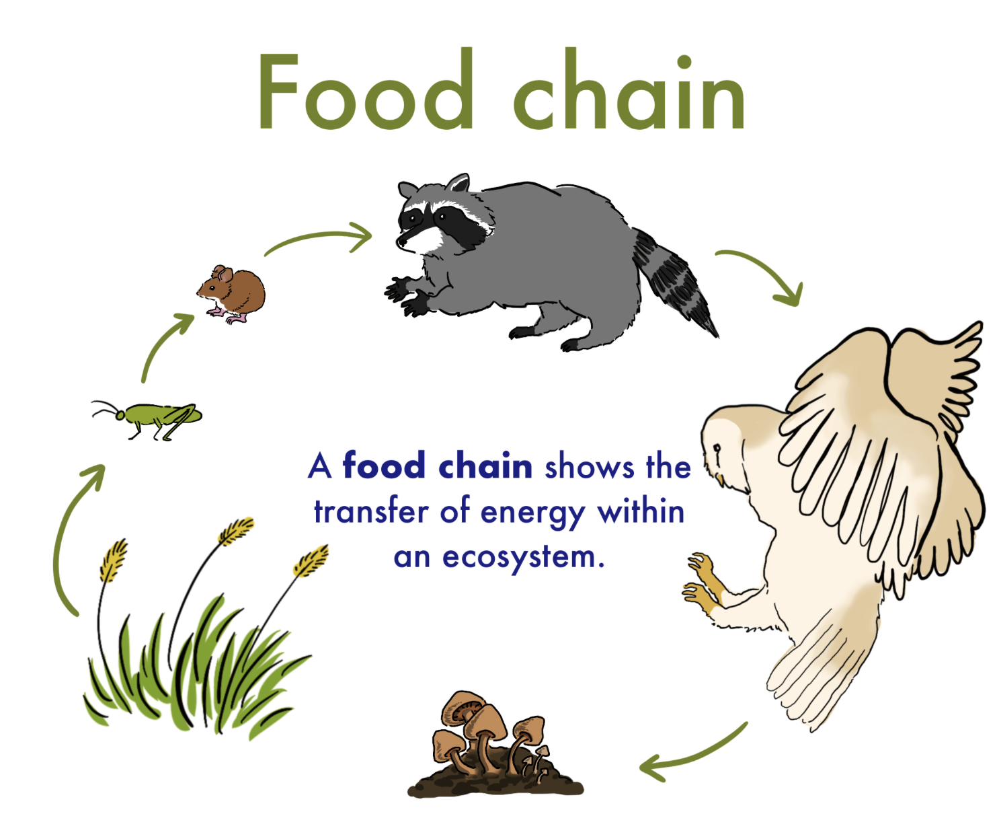 Food chain
A food chain shows the
transfer of energy within
an ecosystem.